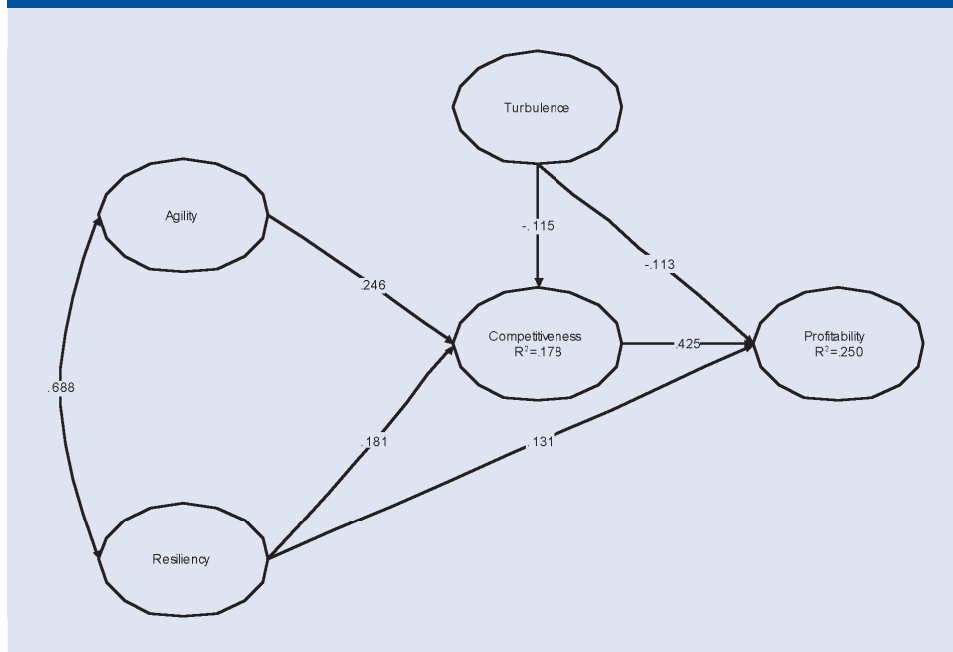 Turbulence
Agility
-.115
-.113
.246
Competitiveness
R²=.178
.425
Profitability
R²=.250
.688
.181
.131
Resiliency